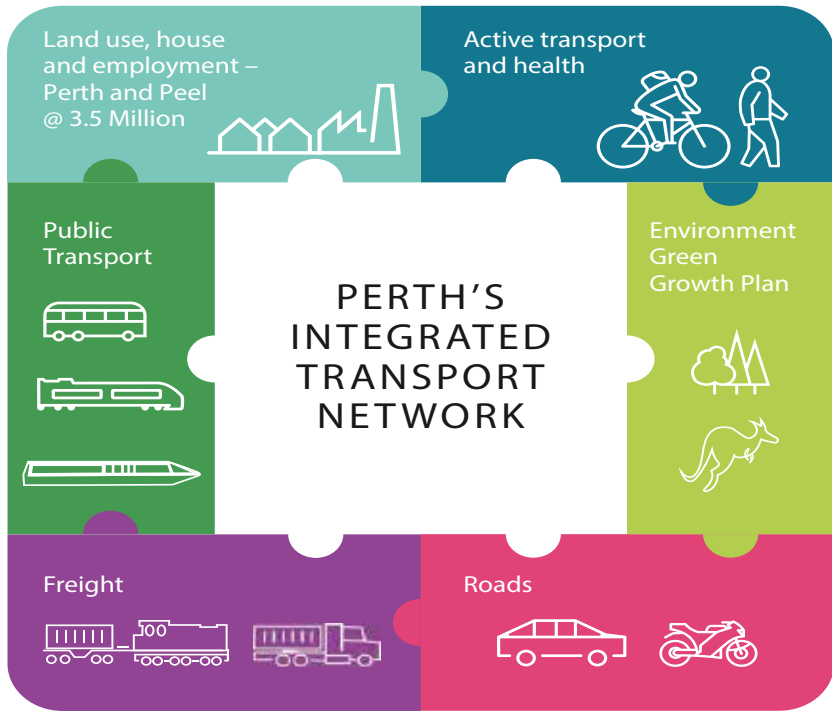 Land use, house
and employment –
Perth and Peel
@ 3.5 Million
Active transport
and health
Public
Transport
PERTH'S
INTEGRATED
TRANSPORT
NETWORK
Environment
Green
Growth Plan
Freight
Roads